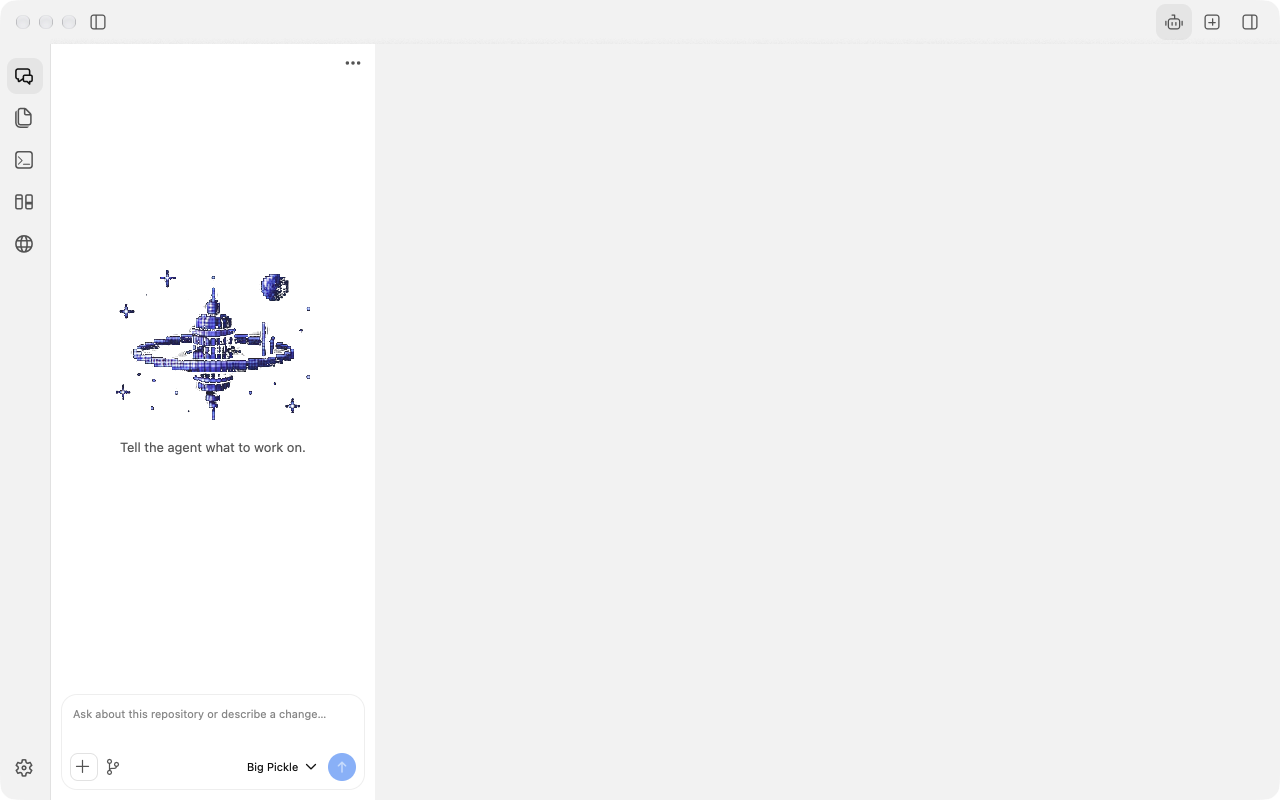 Tell the agent what to work on.
Ask about this repository or describe a change...
Big Pickle